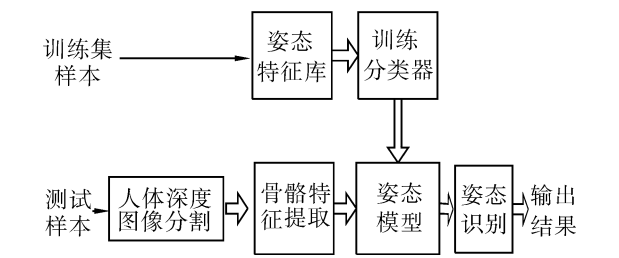 训练集
样本
姿态
特征库
训练
分类器
测试
样本
人体深度
图像分割
骨骼特
征提取
姿态
模型
姿态
识别
输出
结果